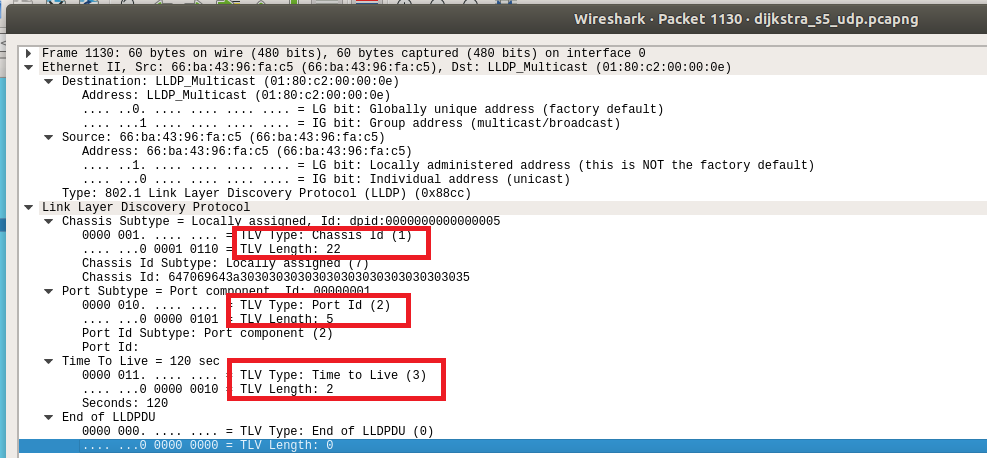 Wireshark · Packet 1130 · dijkstra_s5_udp.pcapng
Frame 1130: 60 bytes on wire (480 bits), 60 bytes captured (480 bits) on interface 0
Ethernet II, Src: 66:ba:43:96:fa:c5 (66:ba:43:96:fa:c5), Dst: LLDP_Multicast (01:80:c2:00:00:0e)
Destination: LLDP_Multicast (01:80:c2:00:00:0e)
Address: LLDP_Multicast (01:80:c2:00:00:0e)
.... ..0. .... .... .... .... = LG bit: Globally unique address (factory default)
.... ...1 .... .... .... .... = IG bit: Group address (multicast/broadcast)
Source: 66:ba:43:96:fa:c5 (66:ba:43:96:fa:c5)
Address: 66:ba:43:96:fa:c5 (66:ba:43:96:fa:c5)
.... ..1. .... .... .... .... = LG bit: Locally administered address (this is NOT the factory default)
.... ...0 .... .... .... .... = IG bit: Individual address (unicast)
Type: 802.1 Link Layer Discovery Protocol (LLDP) (0x88cc)
Link Layer Discovery Protocol
Chassis Subtype = Locally assigned, Id: dpid:0000000000000005
0000 001. .... .... = TLV Type: Chassis Id (1)
.... ...0 0001 0110 = TLV Length: 22
Chassis Id Subtype: Locally assigned (7)
Chassis Id: 647069643a30303030303030303030303030303035
Port Subtype = Port component, Id: 00000001
0000 010. .... .... = TLV Type: Port Id (2)
.... ...0 0000 0101 = TLV Length: 5
Port Id Subtype: Port component (2)
Port Id:
Time To Live = 120 sec
0000 011. .... .... = TLV Type: Time to Live (3)
.... ...0 0000 0010 = TLV Length: 2
Seconds: 120
End of LLDPDU
0000 000. .... .... = TLV Type: End of LLDPDU (0)
.... ...0 0000 0000 = TLV Length: 0